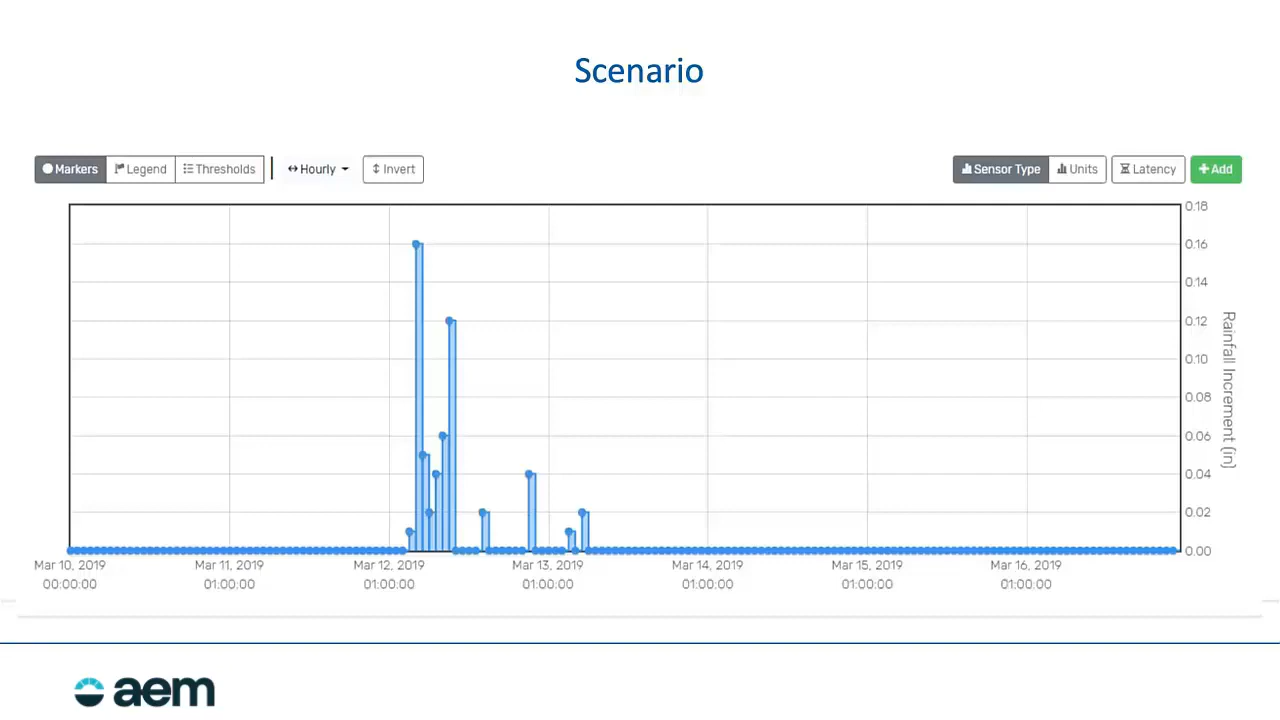 Scenario
Markers Legend Thresholds Hourly Invert Sensor Type Units Latency Add
0.18
0.16
0.14
0.12
0.10
0.08
0.06
0.04
0.02
0.00
Rainfall Increment (in)
Mar 10, 2019 Mar 11, 2019 Mar 12, 2019 Mar 13, 2019 Mar 14, 2019 Mar 15, 2019 Mar 16, 2019
00:00:00 01:00:00 01:00:00 01:00:00 01:00:00 01:00:00 01:00:00
aem